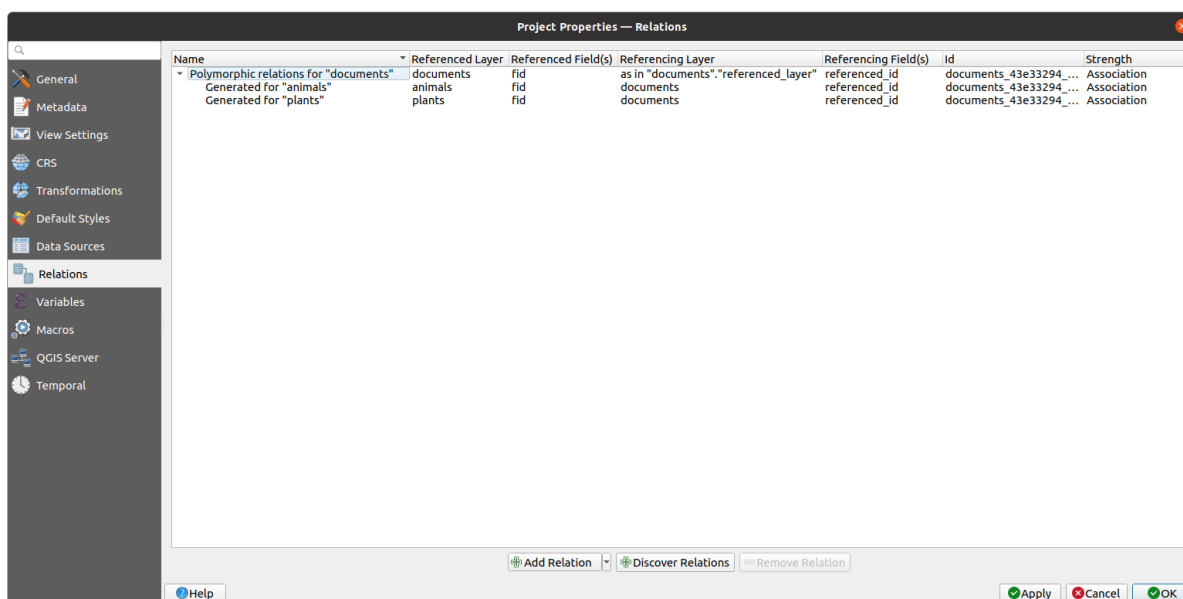 Project Properties — Relations
Name Referenced Layer Referenced Field(s) Referencing Layer Referencing Field(s) Id Strength
Polymorphic relations for "documents" documents fid as in "documents"."referenced_layer" referenced_id documents_43e33294_... Association
Generated for "animals" animals fid documents referenced_id documents_43e33294_... Association
Generated for "plants" plants fid documents referenced_id documents_43e33294_... Association
General
Metadata
View Settings
CRS
Transformations
Default Styles
Data Sources
Relations
Variables
Macros
QGIS Server
Temporal
Add Relation Discover Relations Remove Relation
Help Apply Cancel OK